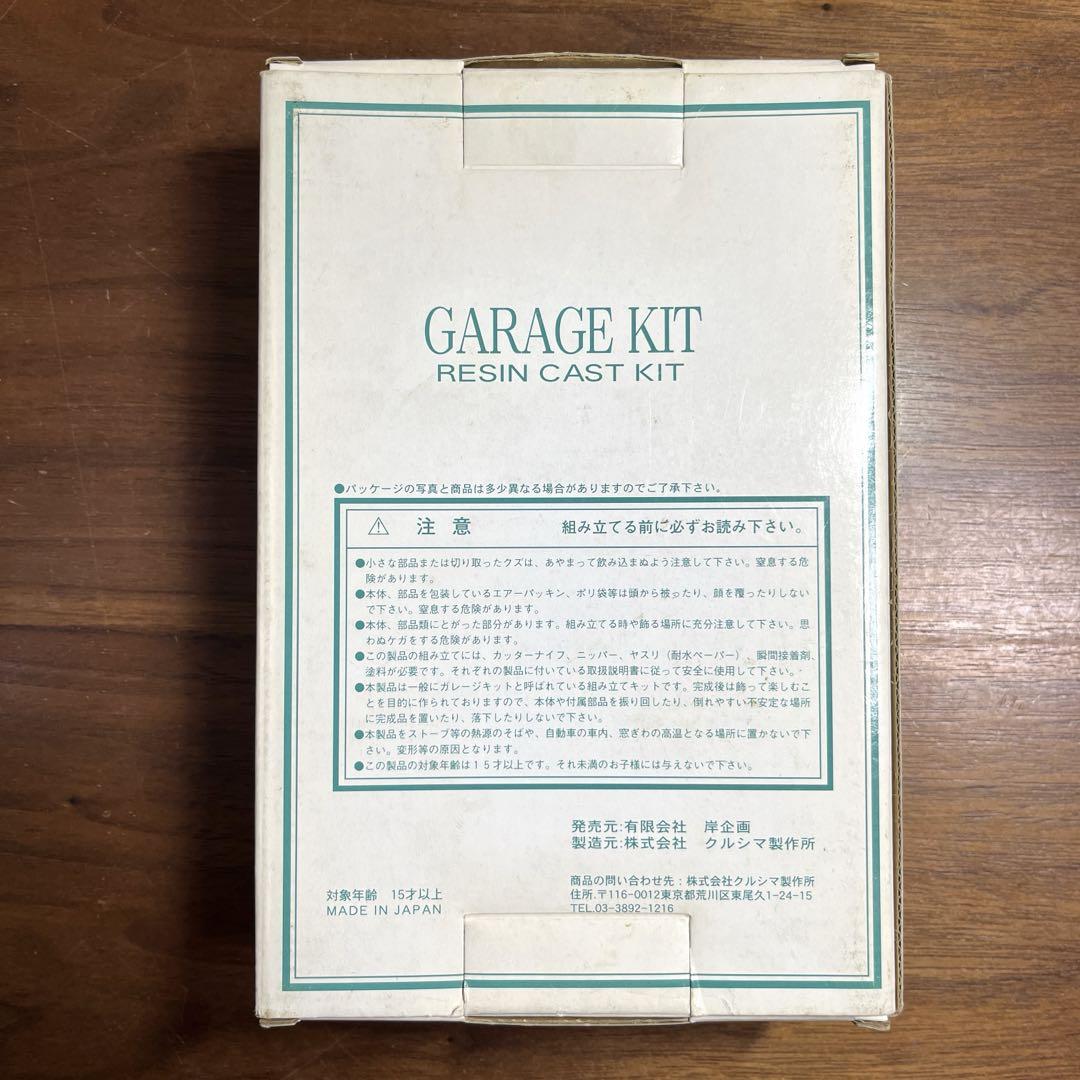 GARAGE KIT
RESIN CAST KIT
●パッケージの写真と商品は多少異なる場合がありますのでご了承下さい。
⚠ 注 意 組み立てる前に必ずお読み下さい。
●小さな部品または切り取ったクズは、あやまって飲み込まぬよう注意して下さい。窒息する危
険があります。
●本体、部品を包装しているエアーパッキン、ポリ袋等は頭から被ったり、顔を覆ったりしない
で下さい。窒息する危険があります。
●本体、部品類にとがった部分があります。組み立てる時や飾る場所に充分注意して下さい。思
わぬケガをする危険があります。
●この製品の組み立てには、カッターナイフ、ニッパー、ヤスリ（耐水ペーパー）、瞬間接着剤、
塗料が必要です。それぞれの製品に付いている取扱説明書に従って安全に使用して下さい。
●本製品は一般にガレージキットと呼ばれている組み立てキットです。完成後は飾って楽しむこ
とを目的に作られておりますので、本体や付属部品を振り回したり、倒れやすい不安定な場所
に完成品を置いたり、落下したりしないで下さい。
●本製品をストーブ等の熱源のそばや、自動車の車内、窓ぎわの高温となる場所に置かないで下
さい。変形等の原因となります。
●この製品の対象年齢は１５才以上です。それ未満のお子様には与えないで下さい。
発売元:有限会社 岸企画
製造元:株式会社 クルシマ製作所
商品の問い合わせ先：株式会社クルシマ製作所
住所.〒116-0012東京都荒川区東尾久1-24-15
TEL.03-3892-1216
対象年齢 15才以上
MADE IN JAPAN